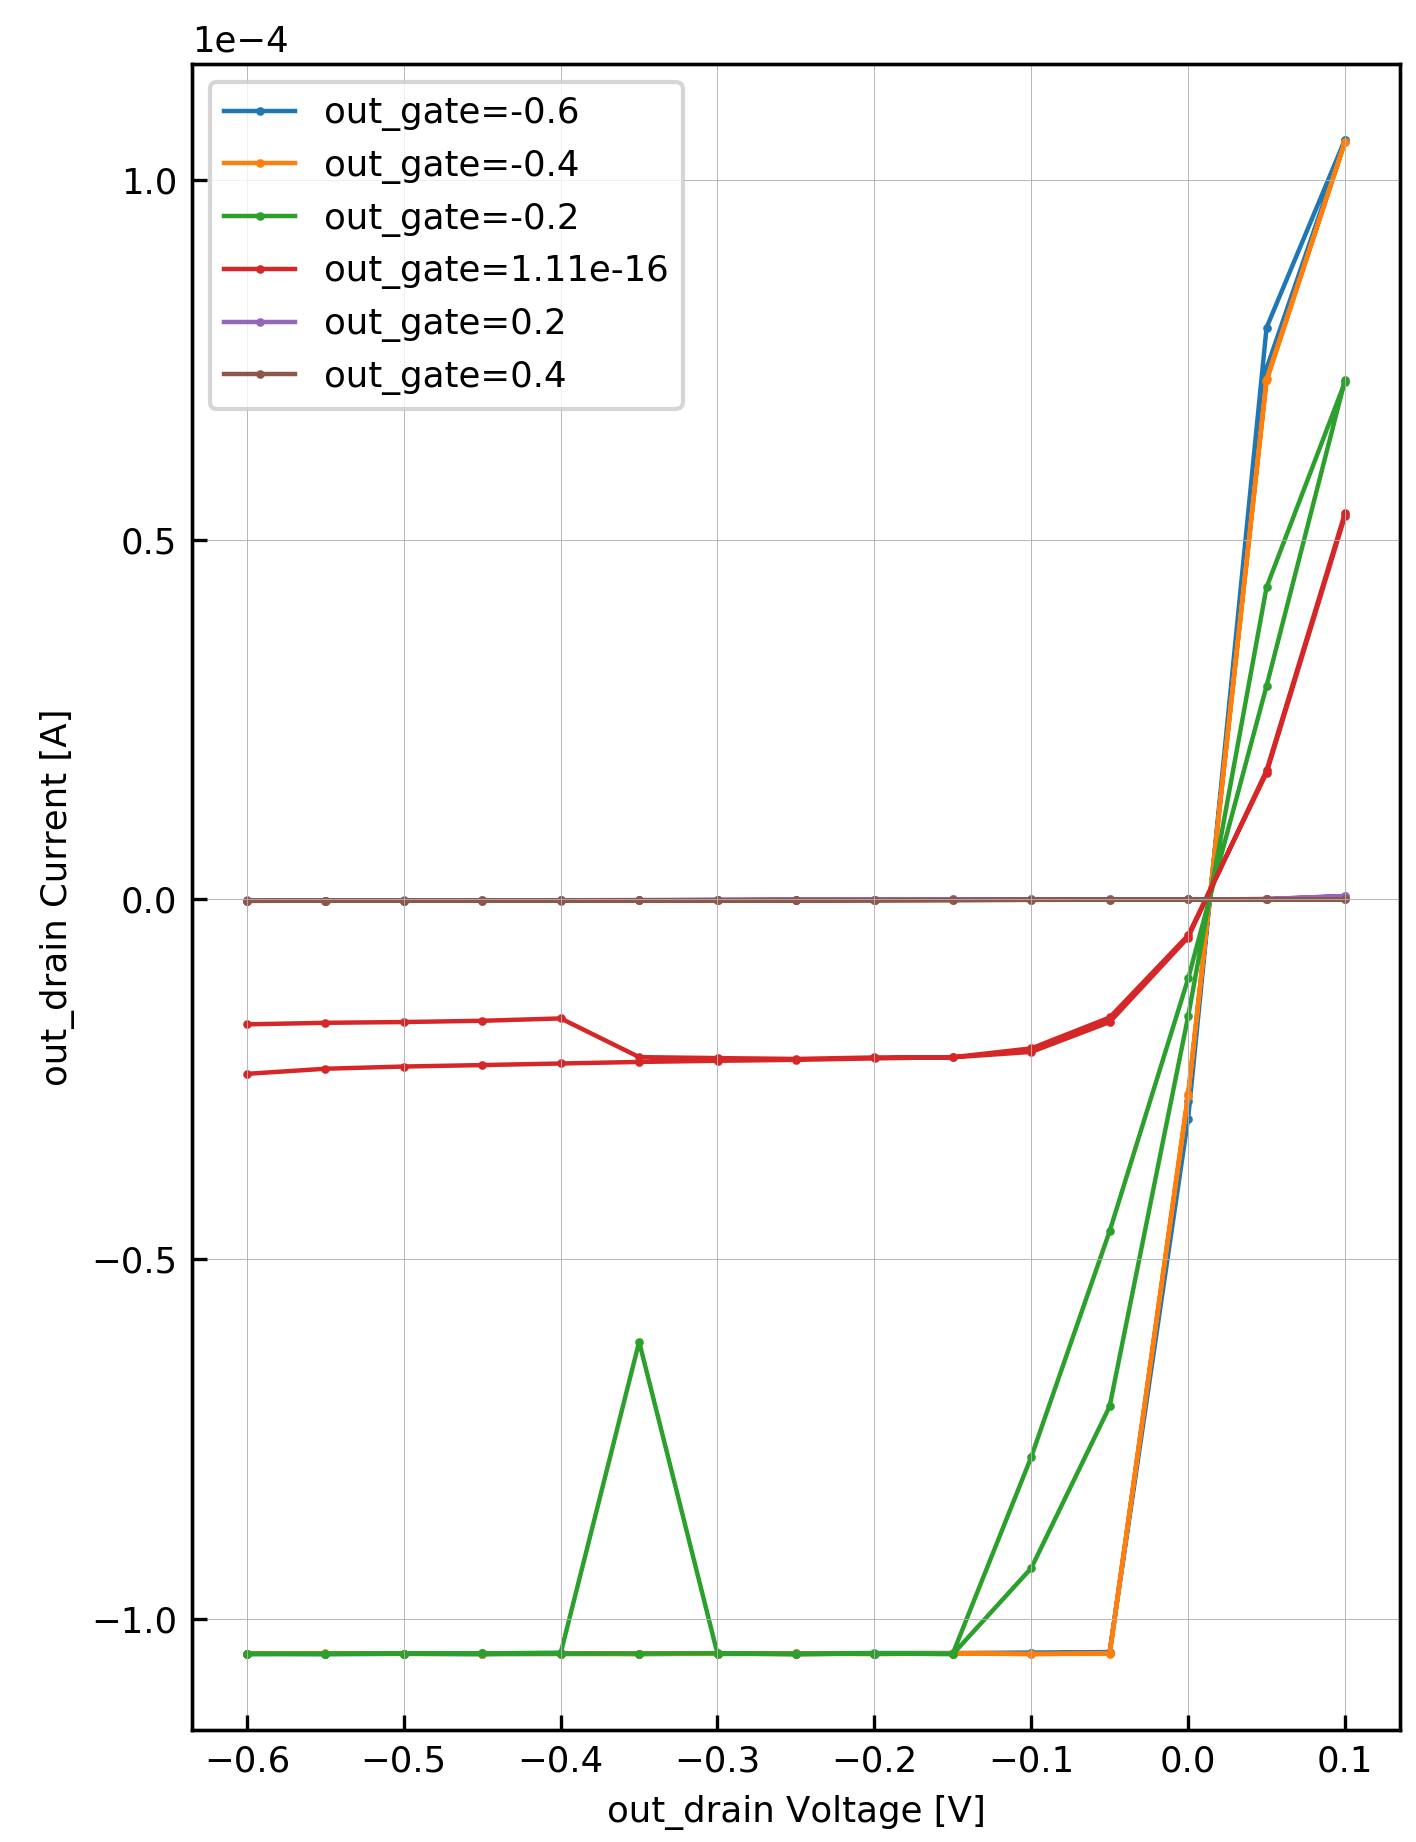 1e−4
out_gate=-0.6
out_gate=-0.4
out_gate=-0.2
out_gate=1.11e-16
out_gate=0.2
out_gate=0.4
1.0
0.5
0.0
−0.5
−1.0
out_drain Current [A]
−0.6 −0.5 −0.4 −0.3 −0.2 −0.1 0.0 0.1
out_drain Voltage [V]